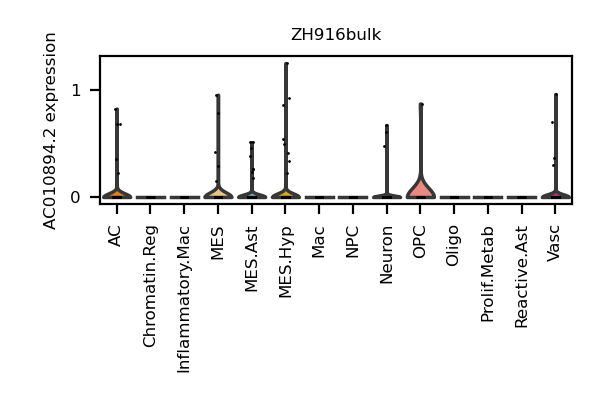 ZH916bulk
AC010894.2 expression
1
0
AC
Chromatin.Reg
Inflammatory.Mac
MES
MES.Ast
MES.Hyp
Mac
NPC
Neuron
OPC
Oligo
Prolif.Metab
Reactive.Ast
Vasc